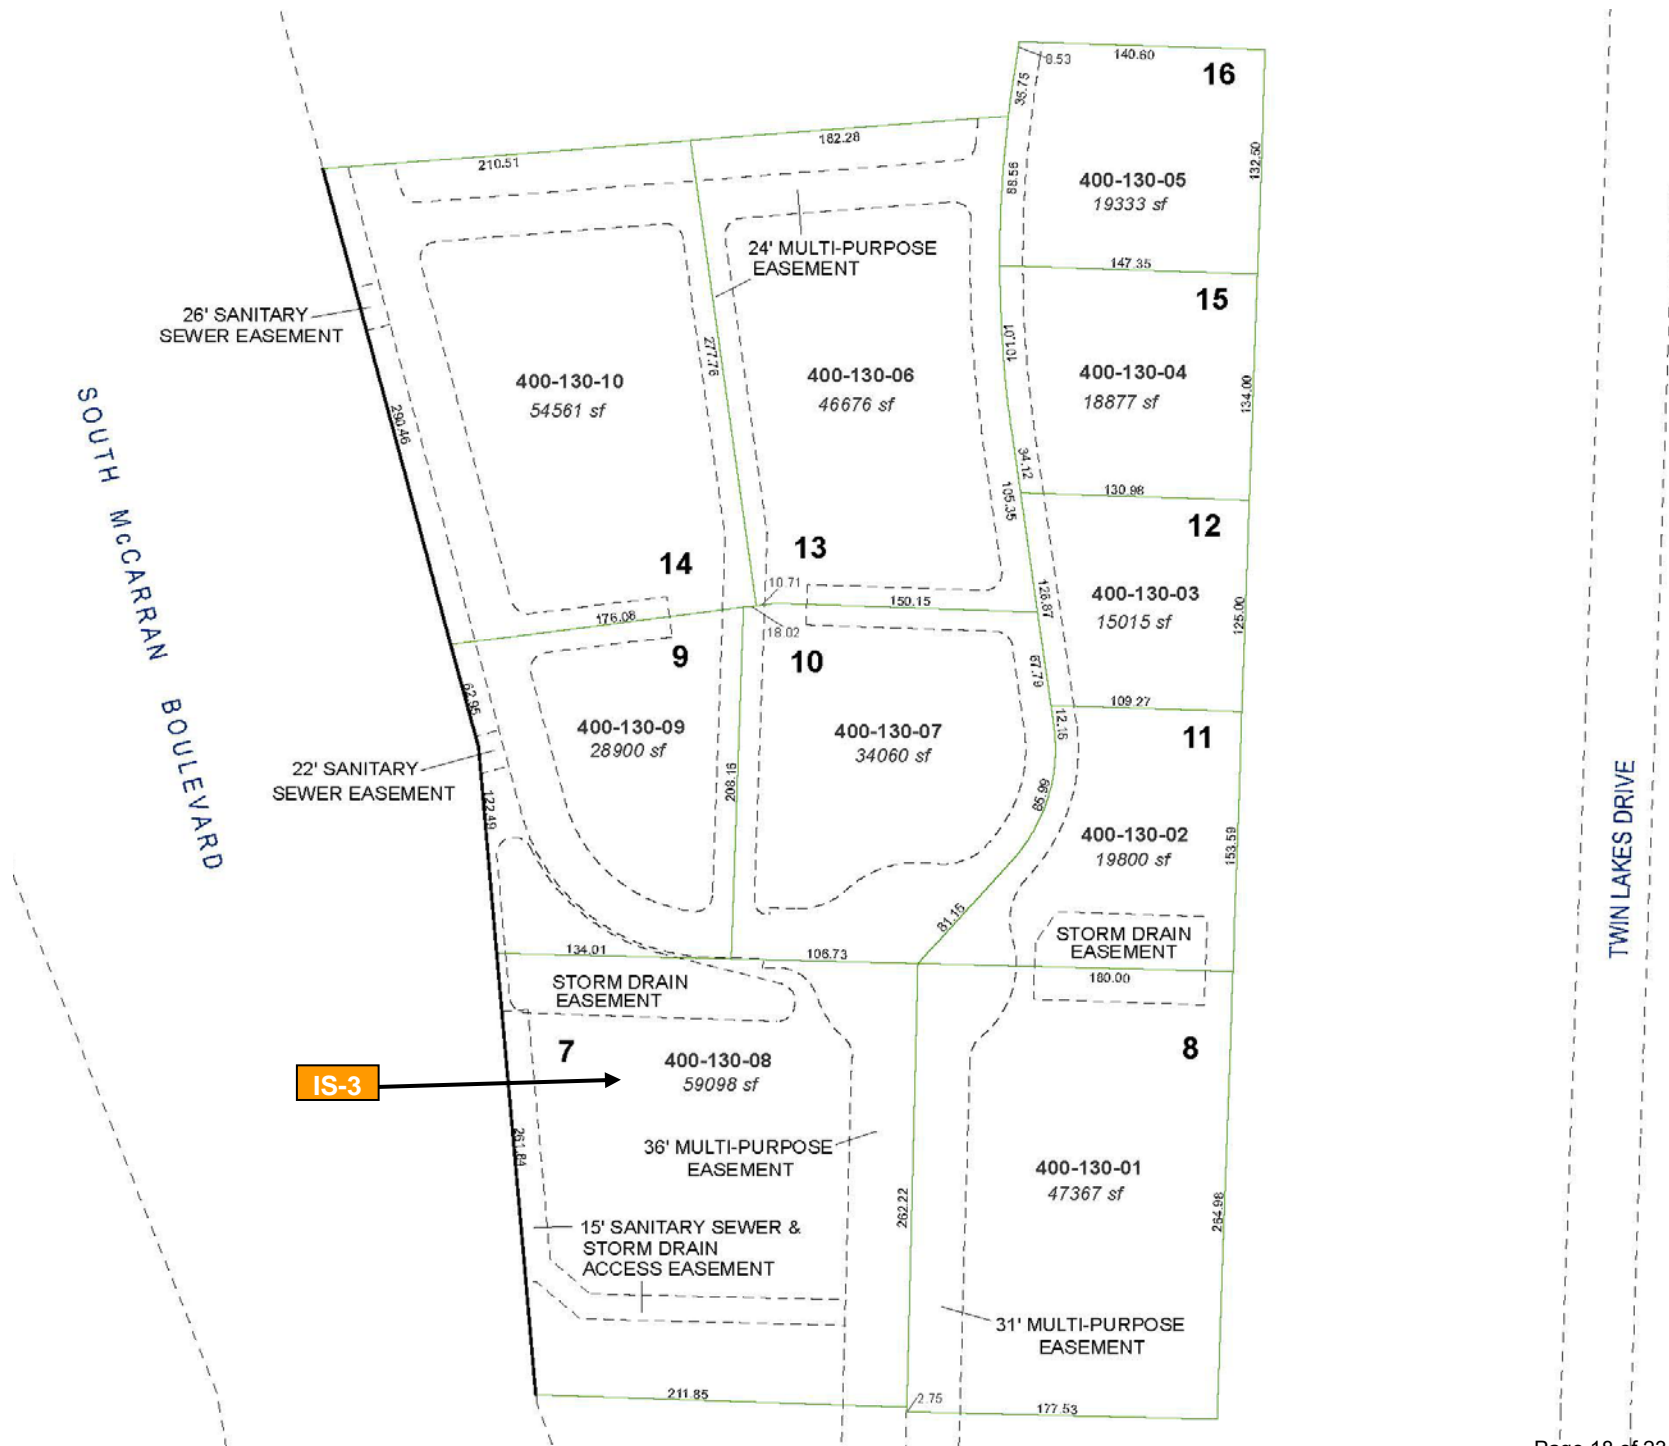 8.53
140.60
16
35.75
182.28
210.51
132.50
88.56
400-130-05
19333 sf
24' MULTI-PURPOSE
EASEMENT
147.35
15
26' SANITARY
SEWER EASEMENT
277.76
101.01
400-130-10
54561 sf
400-130-06
46676 sf
400-130-04
18877 sf
134.00
290.46
SOUTH McCARRAN BOULEVARD
34.12
105.35
130.98
12
14
13
10.71
150.15
176.08
18.02
126.87
400-130-03
15015 sf
125.00
9
10
67.79
62.95
109.27
12.16
11
400-130-09
28900 sf
400-130-07
34060 sf
22' SANITARY
SEWER EASEMENT
208.16
122.49
65.99
400-130-02
19800 sf
153.59
TWIN LAKES DRIVE
81.16
STORM DRAIN
EASEMENT
134.01
106.73
180.00
STORM DRAIN
EASEMENT
7
400-130-08
59098 sf
8
IS-3
261.84
36' MULTI-PURPOSE
EASEMENT
400-130-01
47367 sf
262.22
264.98
15' SANITARY SEWER &
STORM DRAIN
ACCESS EASEMENT
31' MULTI-PURPOSE
EASEMENT
211.85
2.75
177.53